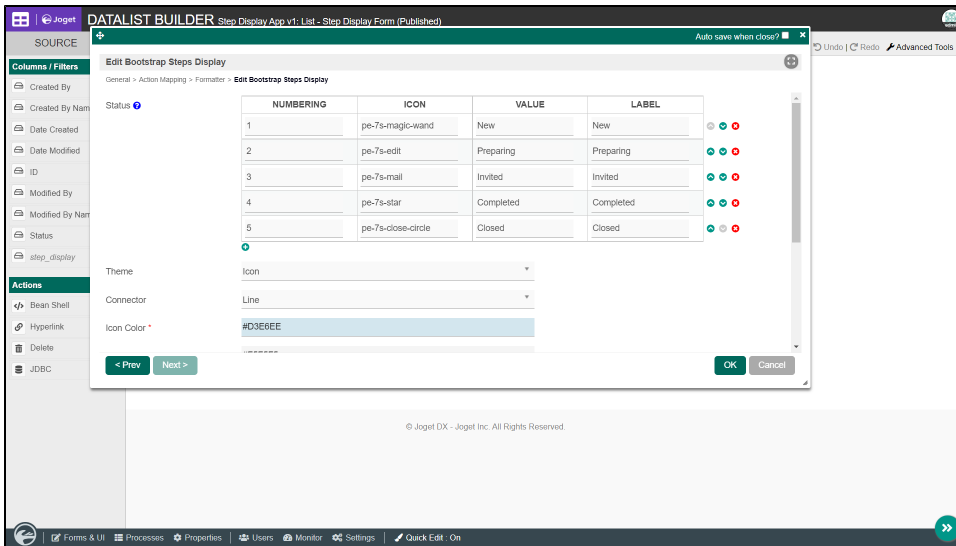 Joget DATALIST BUILDER Step Display App v1: List - Step Display Form (Published)
SOURCE
Auto save when close?
Undo | Redo Advanced Tools
Columns / Filters
Created By
Created By Nam
Date Created
Date Modified
ID
Modified By
Modified By Nam
Status
step_display
Actions
Bean Shell
Hyperlink
Delete
JDBC
Edit Bootstrap Steps Display
General > Action Mapping > Formatter > Edit Bootstrap Steps Display
Status
NUMBERING ICON VALUE LABEL
1 pe-7s-magic-wand New New
2 pe-7s-edit Preparing Preparing
3 pe-7s-mail Invited Invited
4 pe-7s-star Completed Completed
5 pe-7s-close-circle Closed Closed
Theme Icon
Connector Line
Icon Color * #D3E6EE
< Prev Next > OK Cancel
© Joget DX - Joget Inc. All Rights Reserved.
Forms & UI Processes Properties | Users Monitor Settings | Quick Edit : On